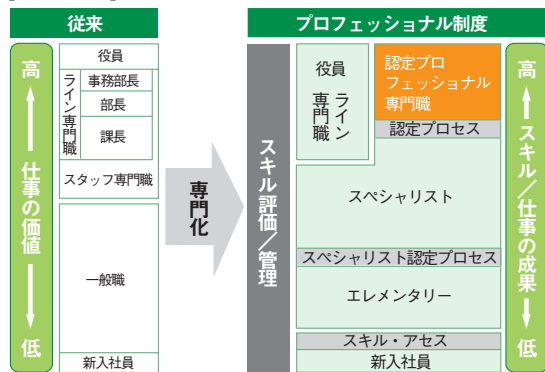 従来
高
仕事の価値
低
役員
ライン専門職
事務部長
部長
課長
スタッフ専門職
一般職
新入社員
専門化
プロフェッショナル制度
スキル評価／管理
役員
ライン
専門職
認定プロ
フェッショナル
専門職
認定プロセス
スペシャリスト
スペシャリスト認定プロセス
エレメンタリー
スキル・アセス
新入社員
高
スキル／仕事の成果
低